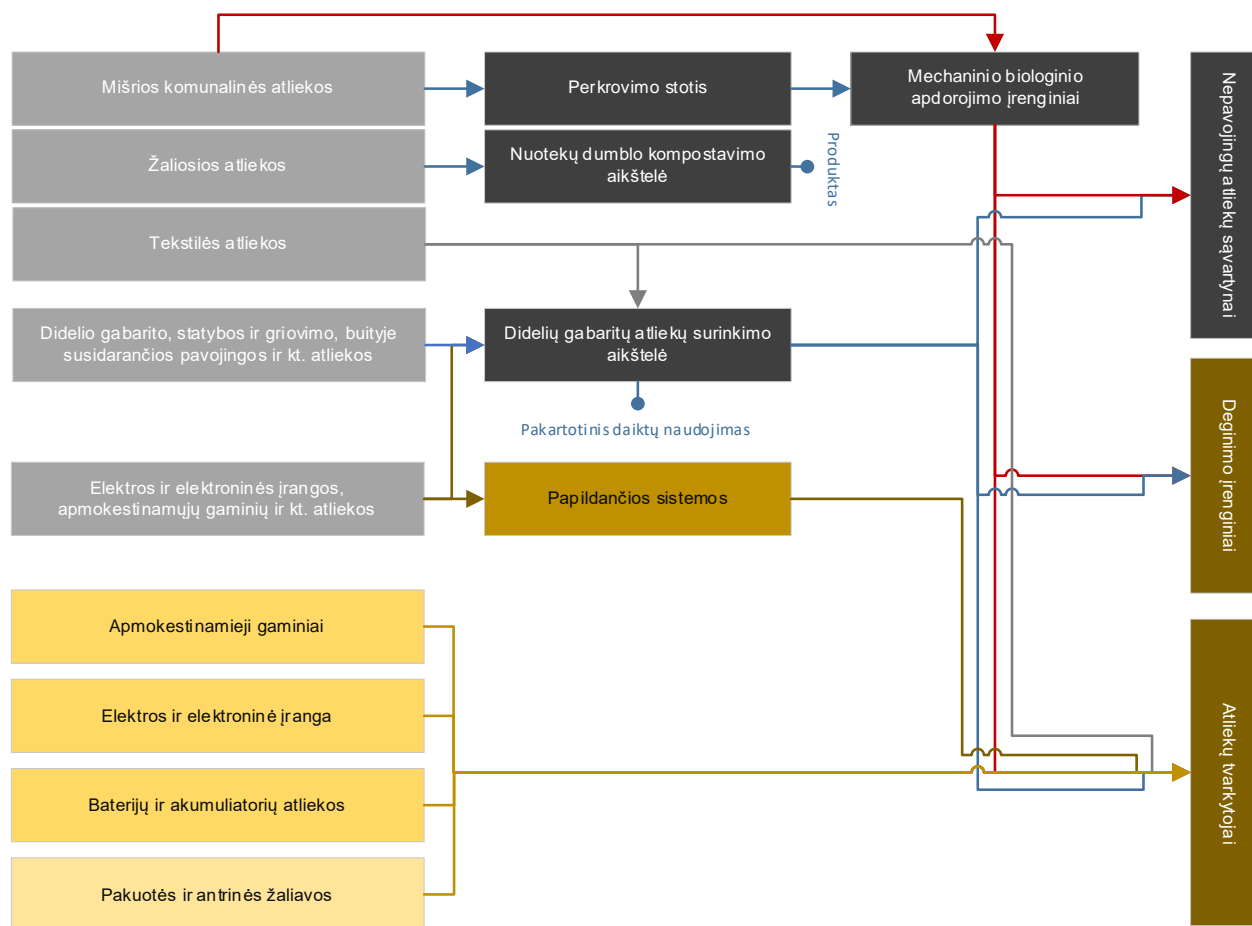 Mišrios komunalinės atliekos
Perkrovimo stotis
Mechaninio biologinio
apdorojimo įrenginiai
Nepavojingų atliekų sąvartynai
Žaliosios atliekos
Nuotekų dumblo kompostavimo
aikštelė
Produktas
Tekstilės atliekos
Didelio gabarito, statybos ir griovimo, buityje
susidarančios pavojingos ir kt. atliekos
Didelių gabaritų atliekų surinkimo
aikštelė
Pakartotinis daiktų naudojimas
Deginimo įrenginiai
Elektros ir elektroninės įrangos,
apmokestinamųjų gaminių ir kt. atliekos
Papildančios sistemos
Apmokestinamieji gaminiai
Elektros ir elektroninė įranga
Atliekų tvarkytojai
Baterijų ir akumuliatorių atliekos
Pakuotės ir antrinės žaliavos